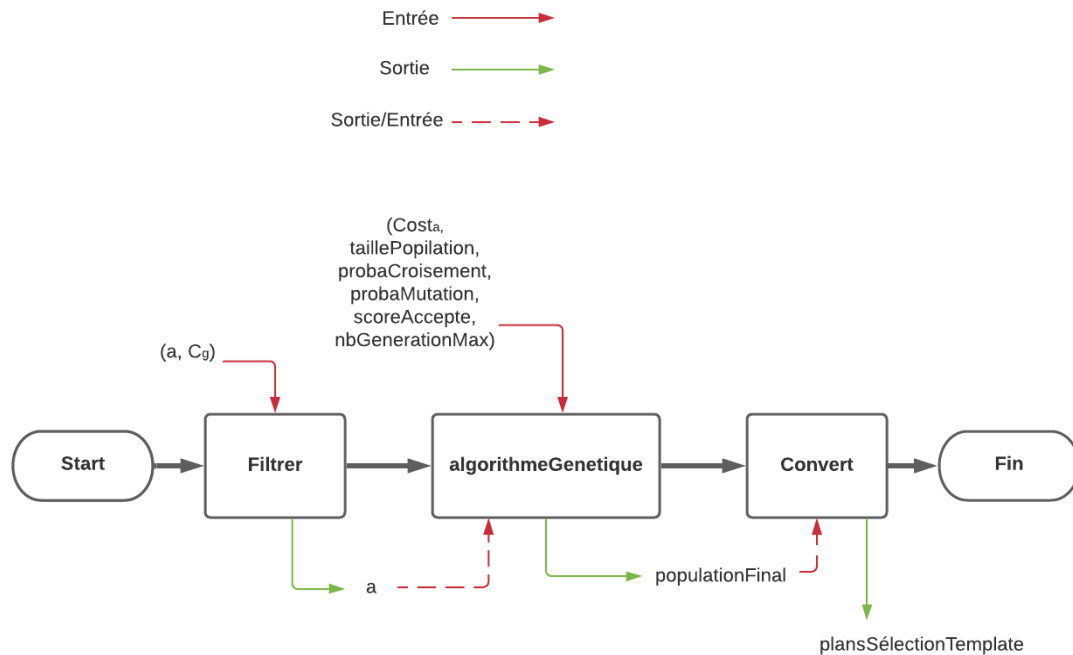 Entrée
Sortie
Sortie/Entrée
(Costa,
taillePopilation,
probaCroisement,
probaMutation,
scoreAccepte,
nbGenerationMax)
(a, Cg)
Start
Filtrer
algorithmeGenetique
Convert
Fin
a
populationFinal
plansSélectionTemplate